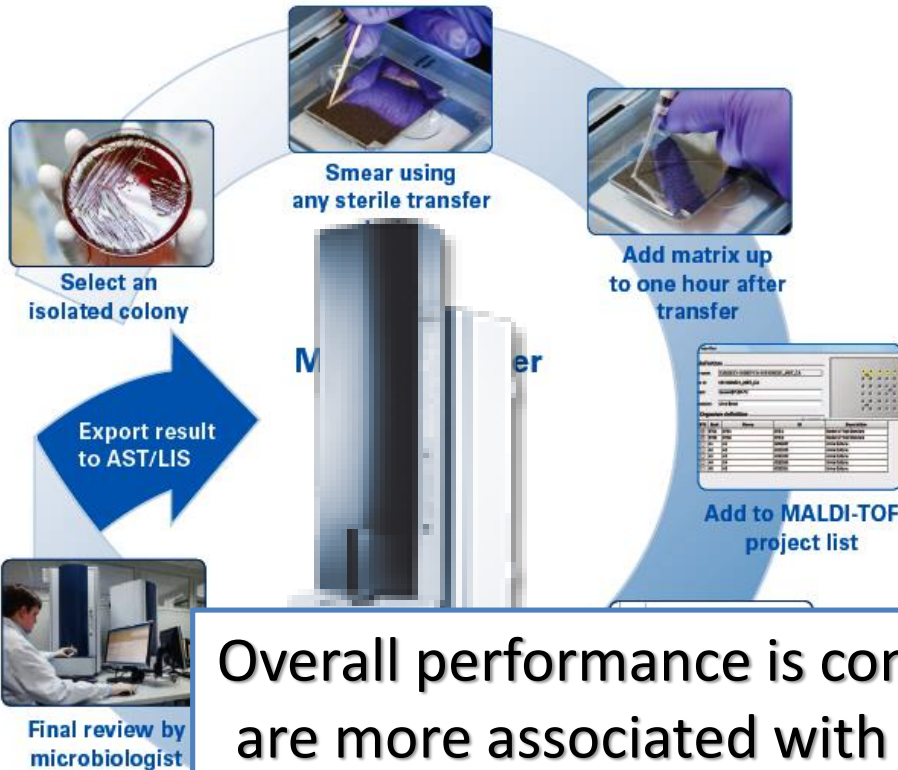 Smear using
any sterile transfer
Select an
isolated colony
Add matrix up
to one hour after
transfer
Export result
to AST/LIS
Add to MALDI-TOF
project list
Final review by
microbiologist
Overall performance is
are more associated with